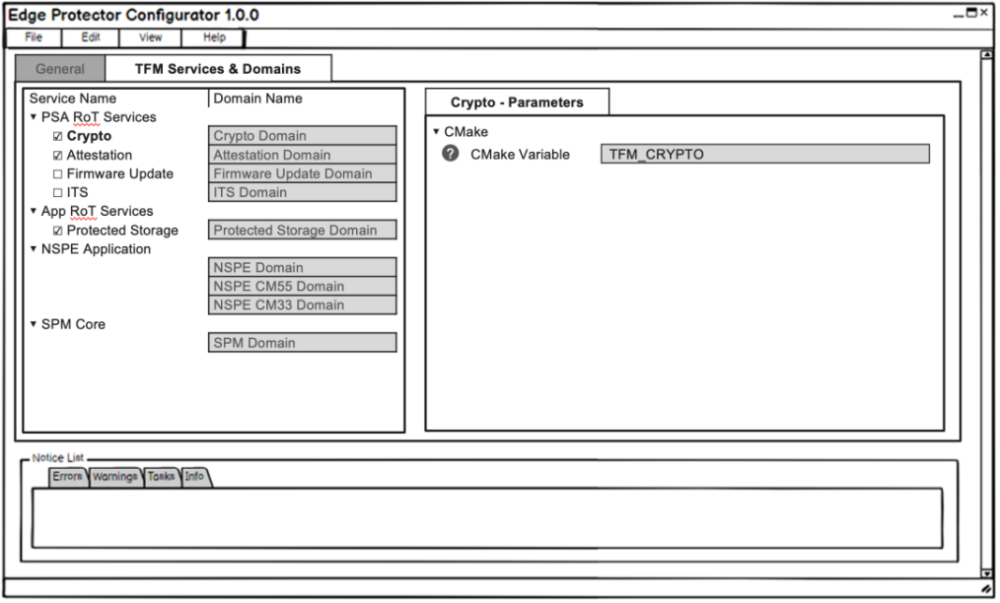 Edge Protector Configurator 1.0.0
File Edit View Help
General TFM Services & Domains
Service Name Domain Name
PSA RoT Services
Crypto Crypto Domain
Attestation Attestation Domain
Firmware Update Firmware Update Domain
ITS ITS Domain
App RoT Services
Protected Storage Protected Storage Domain
NSPE Application
NSPE Domain
NSPE CM55 Domain
NSPE CM33 Domain
SPM Core
SPM Domain
Crypto - Parameters
CMake
? CMake Variable TFM_CRYPTO
Notice List
Errors Warnings Tasks Info